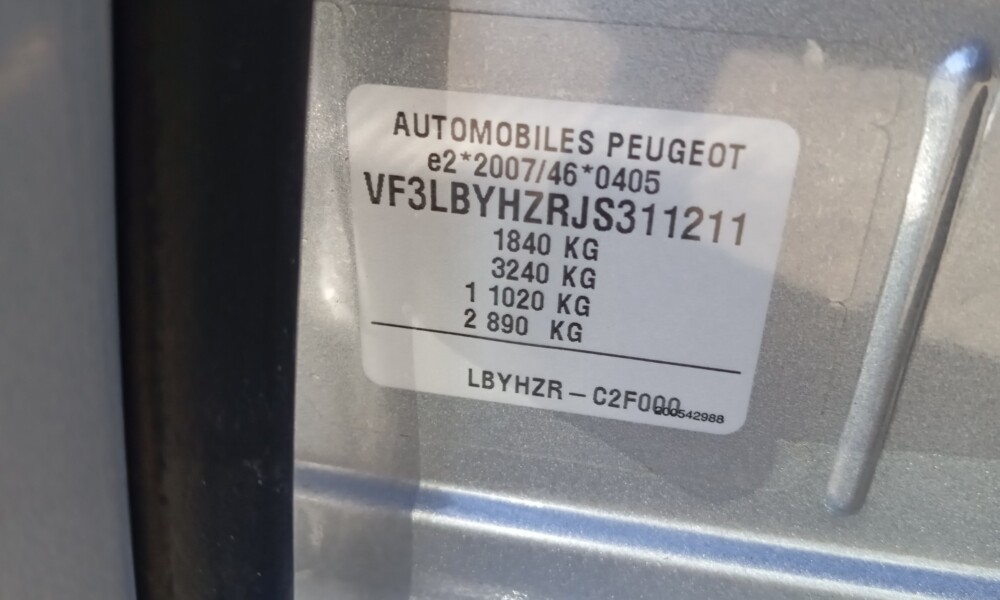 AUTOMOBILES PEUGEOT
e2*2007/46*0405
VF3LBYHZRJS311211
1840 KG
3240 KG
1 1020 KG
2 890 KG
LBYHZR – C2F000
200542988